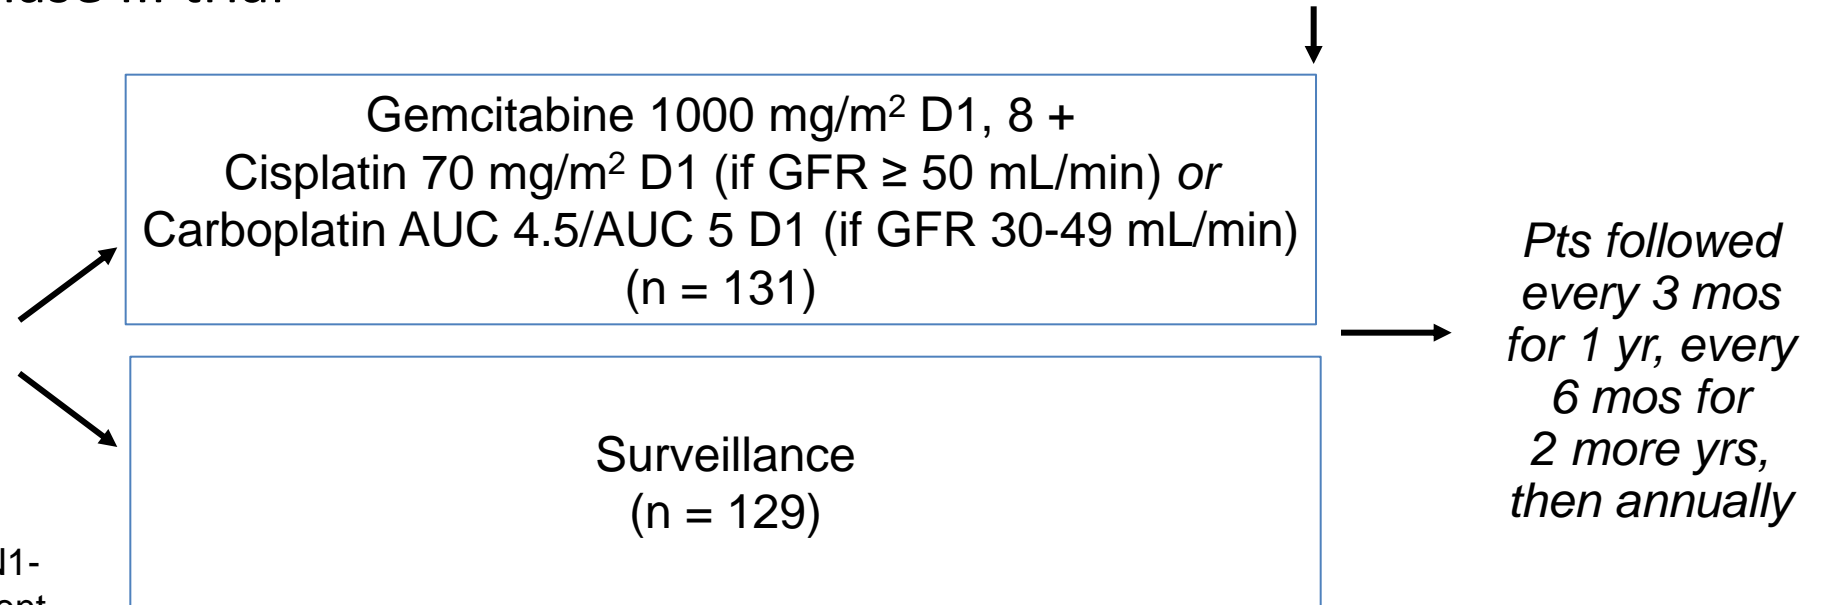 trial
Gemcitabine 1000 mg/m² D1, 8 +
Cisplatin 70 mg/m² D1 (if GFR ≥ 50 mL/min) or
Carboplatin AUC 4.5/AUC 5 D1 (if GFR 30-49 mL/min)
(n = 131)
Pts followed
every 3 mos
for 1 yr, every
6 mos for
2 more yrs,
then annually
Surveillance
(n = 129)